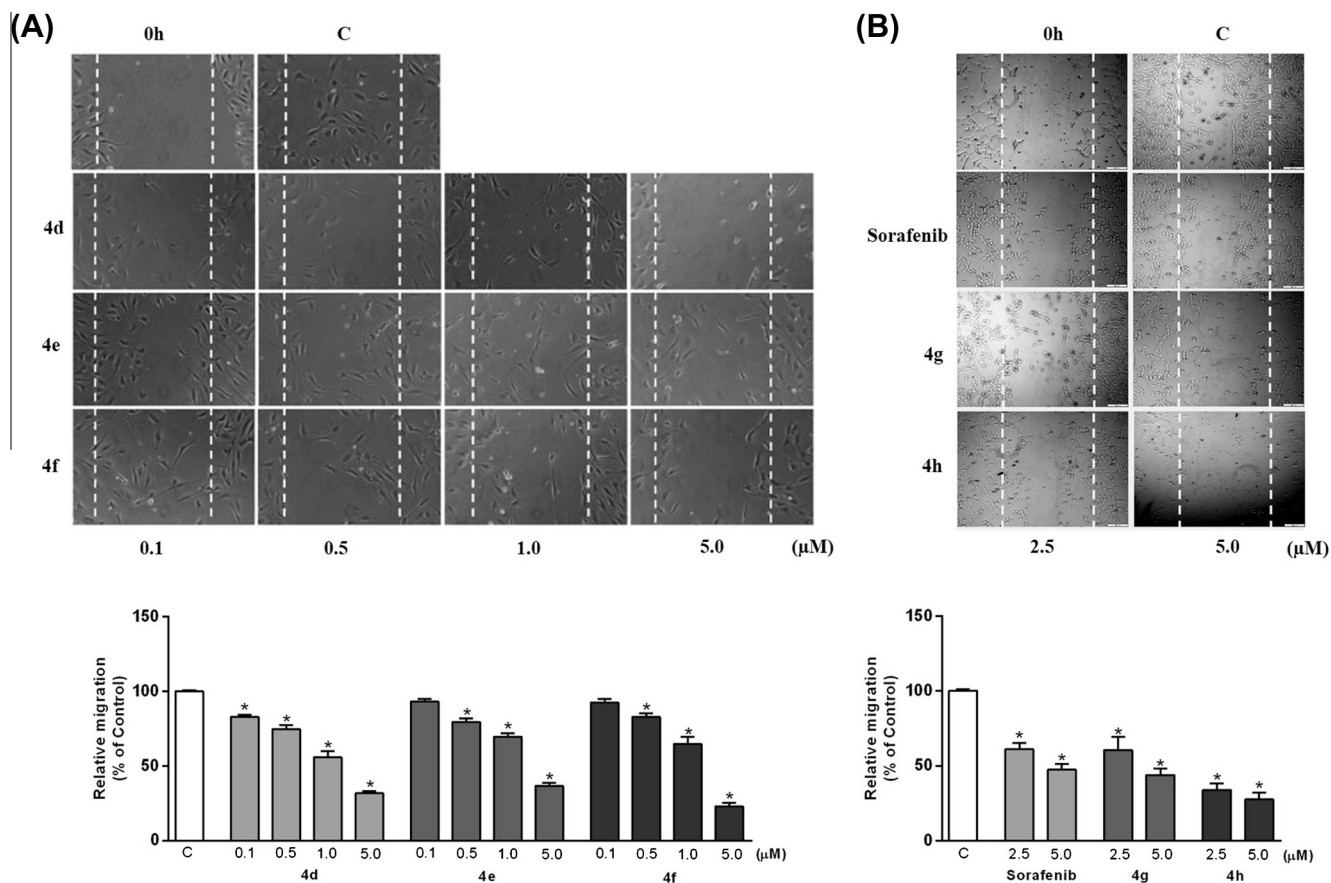 (A)
0h C
4d
4e
4f
0.1 0.5 1.0 5.0 (μM)
150
100
50
0
Relative migration
(% of Control)
* * * * * * * * * *
C 0.1 0.5 1.0 5.0 0.1 0.5 1.0 5.0 0.1 0.5 1.0 5.0 (μM)
4d 4e 4f
(B)
0h C
Sorafenib
4g
4h
2.5 5.0 (μM)
150
100
50
0
Relative migration
(% of Control)
* * * * * *
C 2.5 5.0 2.5 5.0 2.5 5.0 (μM)
Sorafenib 4g 4h